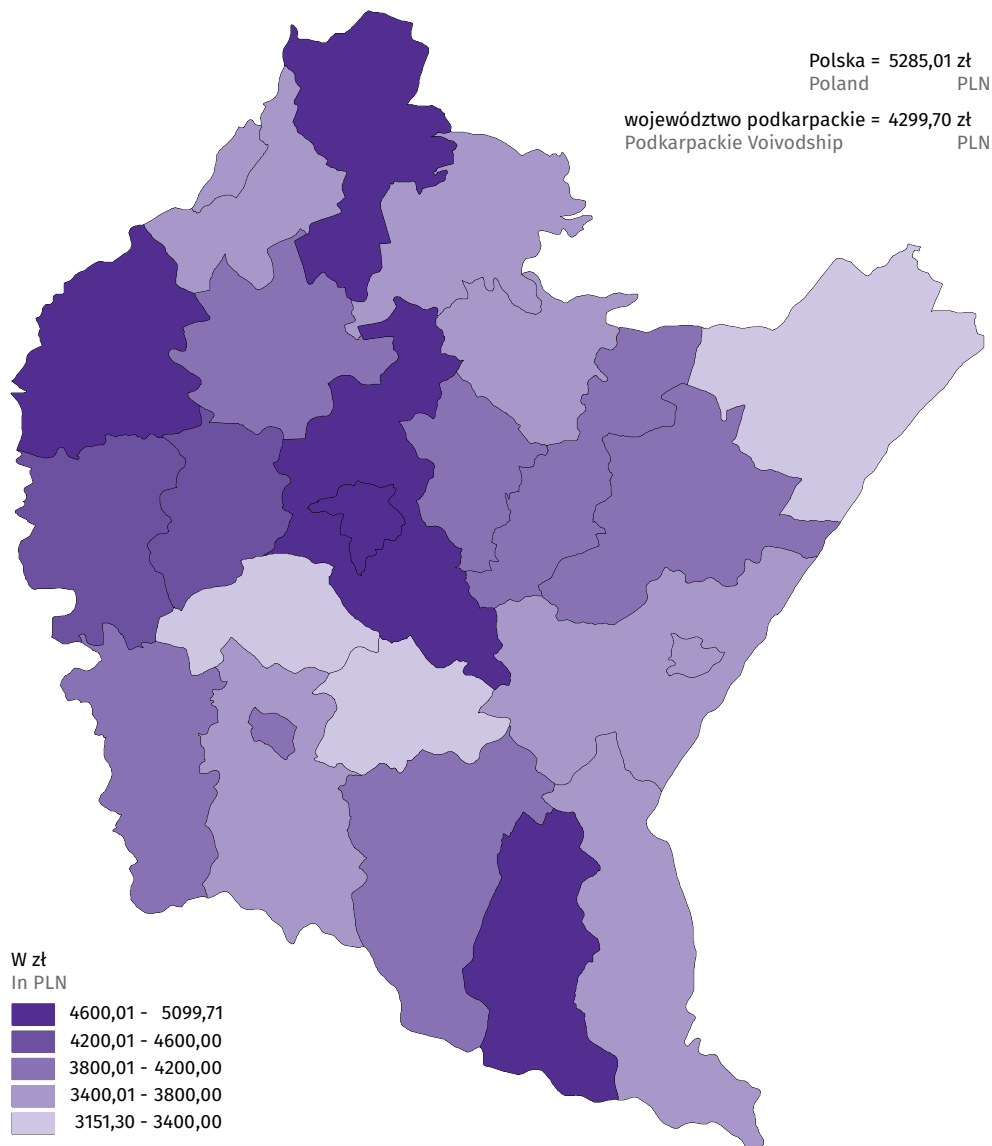 Polska = 5285,01 zł
Poland PLN
województwo podkarpackie = 4299,70 zł
Podkarpackie Voivodship PLN
W zł
In PLN
4600,01 - 5099,71
4200,01 - 4600,00
3800,01 - 4200,00
3400,01 - 3800,00
3151,30 - 3400,00